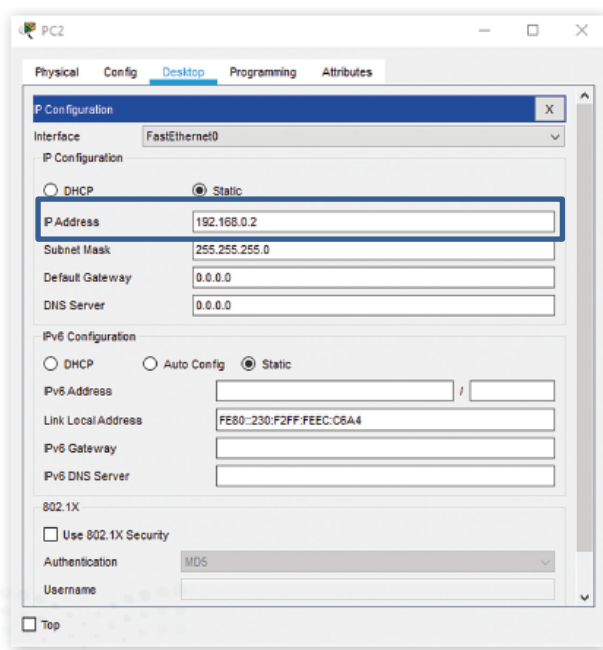 PC2
Physical Config Desktop Programming Attributes
IP Configuration X
Interface FastEthernet0
IP Configuration
DHCP Static
IP Address 192.168.0.2
Subnet Mask 255.255.255.0
Default Gateway 0.0.0.0
DNS Server 0.0.0.0
IPv6 Configuration
DHCP Auto Config Static
IPv6 Address /
Link Local Address FE80::230:F2FF:FEEC:C6A4
IPv6 Gateway
IPv6 DNS Server
802.1X
Use 802.1X Security
Authentication MD5
Username
Top